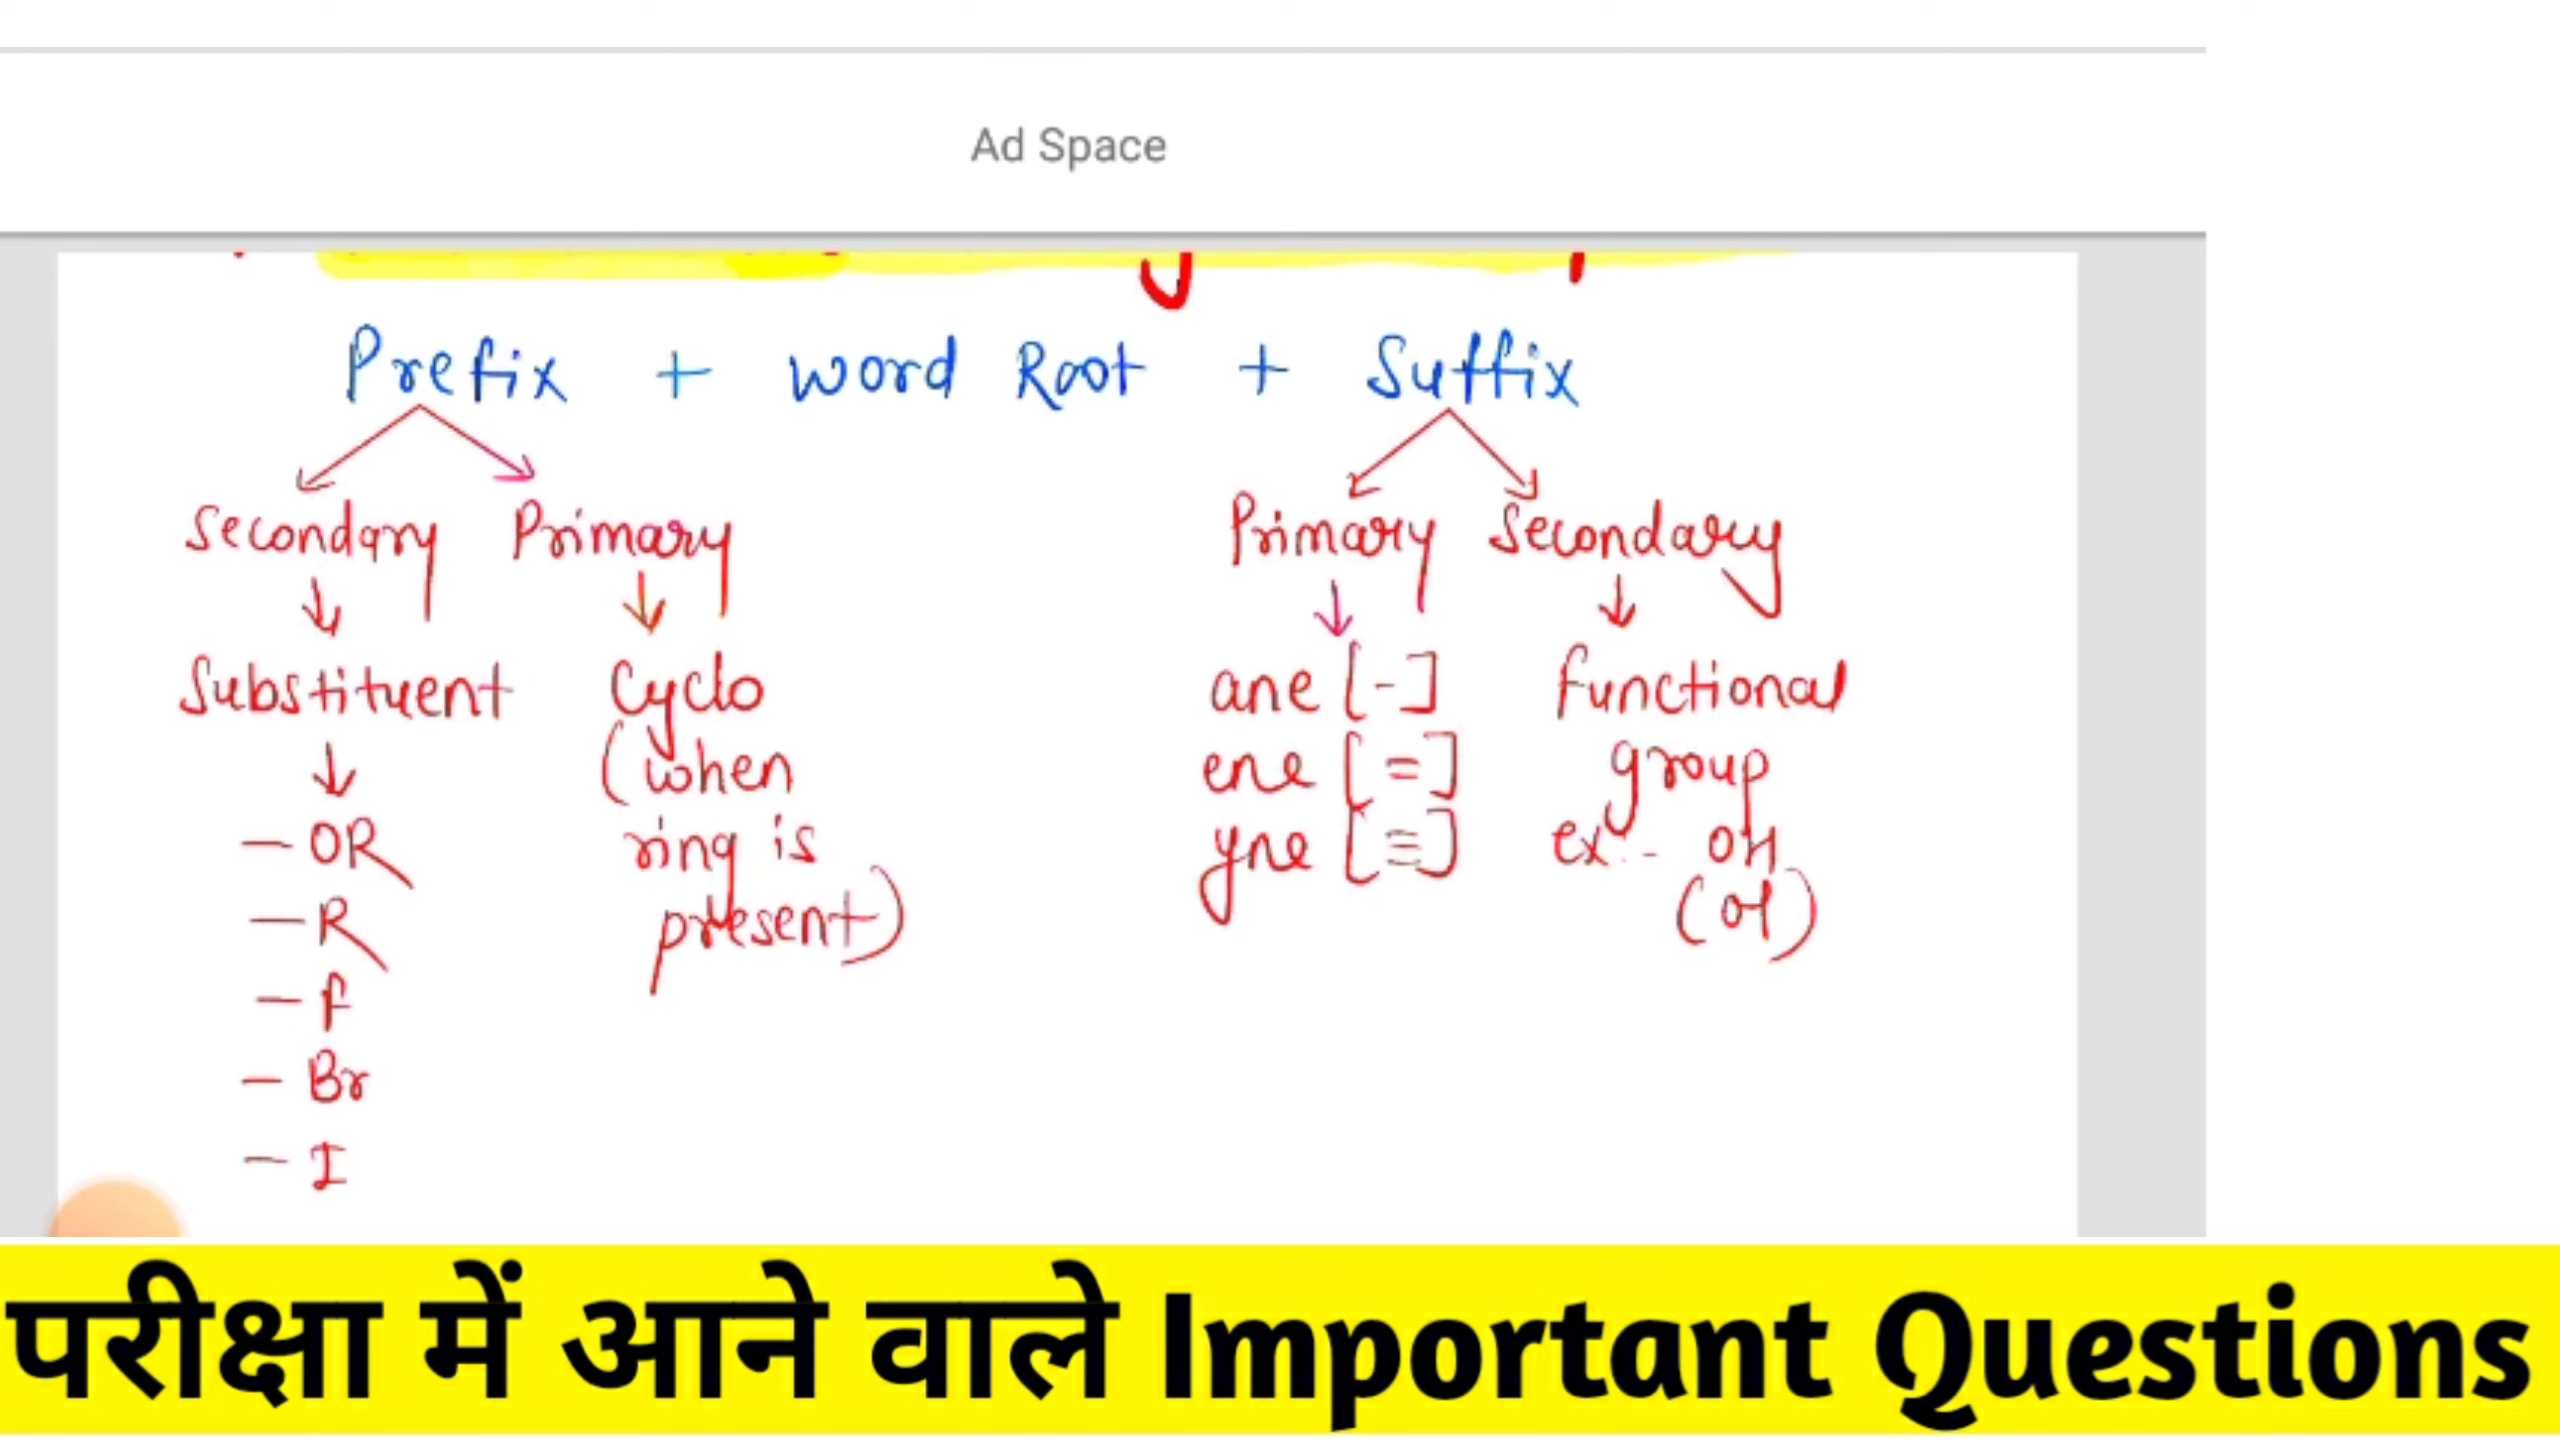 Ad Space
Prefix + Word Root + Suffix
Secondary Primary Primary Secondary
Substituent Cyclo ane [-] functional
(when ene [=] group
- OR ring is yne [≡] ex:- OH
- R present) (ol)
- F
- Br
- I
परीक्षा में आने वाले Important Questions